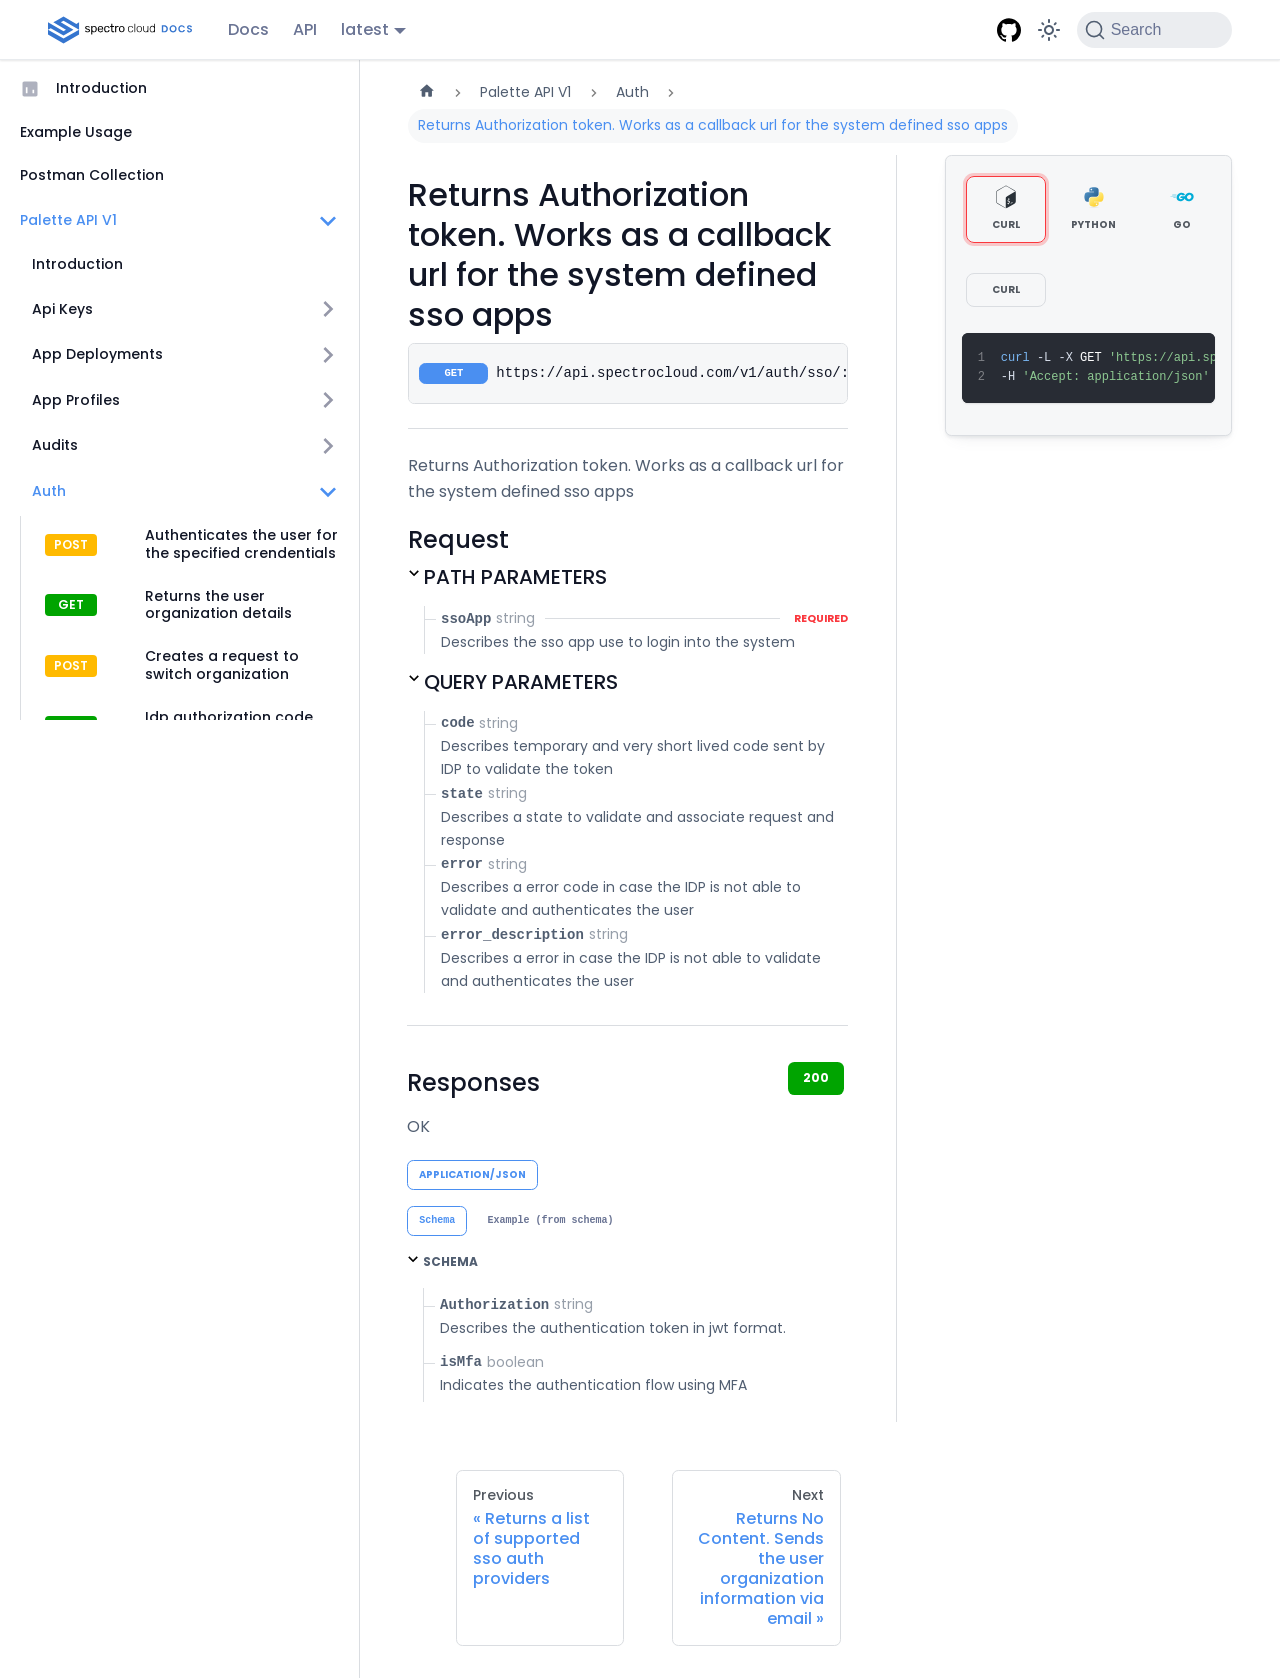 spectro cloud DOCS Docs API latest Search
Introduction
Example Usage
Postman Collection
Palette API V1
Introduction
Api Keys
App Deployments
App Profiles
Audits
Auth
POST Authenticates the user for
the specified crendentials
GET Returns the user
organization details
POST Creates a request to
switch organization
Idp authorization code
Palette API V1 Auth
Returns Authorization token. Works as a callback url for the system defined sso apps
Returns Authorization
token. Works as a callback
url for the system defined
sso apps
GET https://api.spectrocloud.com/v1/auth/sso/:
Returns Authorization token. Works as a callback url for
the system defined sso apps
Request
PATH PARAMETERS
ssoApp string REQUIRED
Describes the sso app use to login into the system
QUERY PARAMETERS
code string
Describes temporary and very short lived code sent by
IDP to validate the token
state string
Describes a state to validate and associate request and
response
error string
Describes a error code in case the IDP is not able to
validate and authenticates the user
error_description string
Describes a error in case the IDP is not able to validate
and authenticates the user
Responses 200
OK
APPLICATION/JSON
Schema Example (from schema)
SCHEMA
Authorization string
Describes the authentication token in jwt format.
isMfa boolean
Indicates the authentication flow using MFA
CURL PYTHON GO
CURL
1 curl -L -X GET 'https://api.sp
2 -H 'Accept: application/json'
Previous
« Returns a list
of supported
sso auth
providers
Next
Returns No
Content. Sends
the user
organization
information via
email »